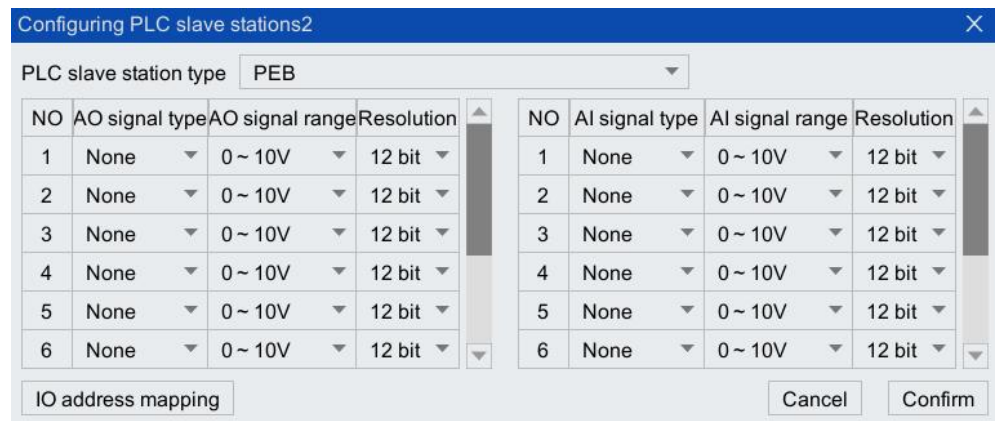 Configuring PLC slave stations2
PLC slave station type PEB
NO AO signal type AO signal range Resolution NO AI signal type AI signal range Resolution
1 None 0 ~ 10V 12 bit 1 None 0 ~ 10V 12 bit
2 None 0 ~ 10V 12 bit 2 None 0 ~ 10V 12 bit
3 None 0 ~ 10V 12 bit 3 None 0 ~ 10V 12 bit
4 None 0 ~ 10V 12 bit 4 None 0 ~ 10V 12 bit
5 None 0 ~ 10V 12 bit 5 None 0 ~ 10V 12 bit
6 None 0 ~ 10V 12 bit 6 None 0 ~ 10V 12 bit
IO address mapping Cancel Confirm